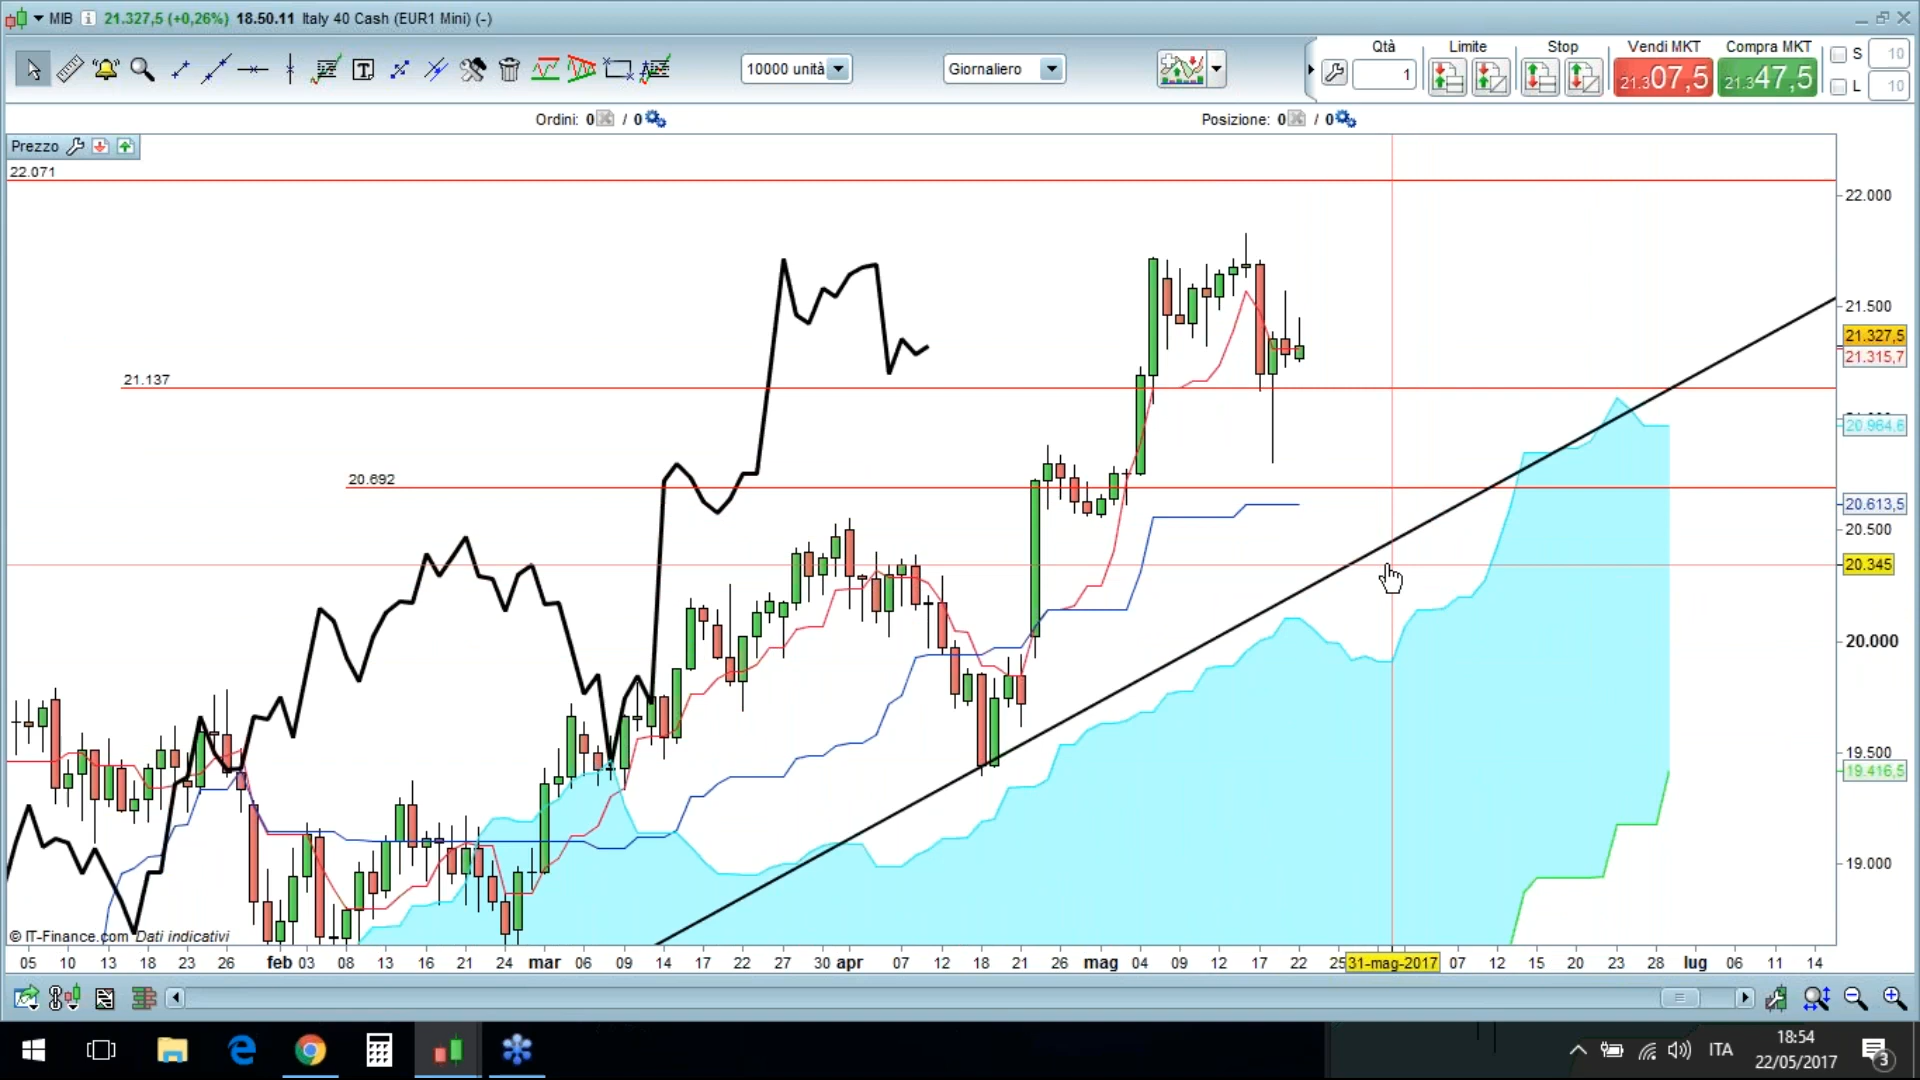 MIB 21.327,5 (+0,26%) 18.50.11 Italy 40 Cash (EUR1 Mini) (-)
Qtà Limite Stop Vendi MKT Compra MKT
10000 unità Giornaliero 1 21.307,5 21.347,5 S 10
L 10
Ordini: 0 / 0 Posizione: 0 / 0
Prezzo
22.071
22.000
21.500
21.327,5
21.315,7
21.137
20.964,6
20.692
20.613,5
20.500
20.345
20.000
19.500
19.416,5
19.000
© IT-Finance.com Dati indicativi
05 10 13 18 23 26 feb 03 08 13 16 21 24 mar 06 09 14 17 22 27 30 apr 07 12 18 21 26 mag 04 09 12 17 22 25 31-mag-2017 07 12 15 20 23 28 lug 06 11 14
18:54
ITA
22/05/2017
3